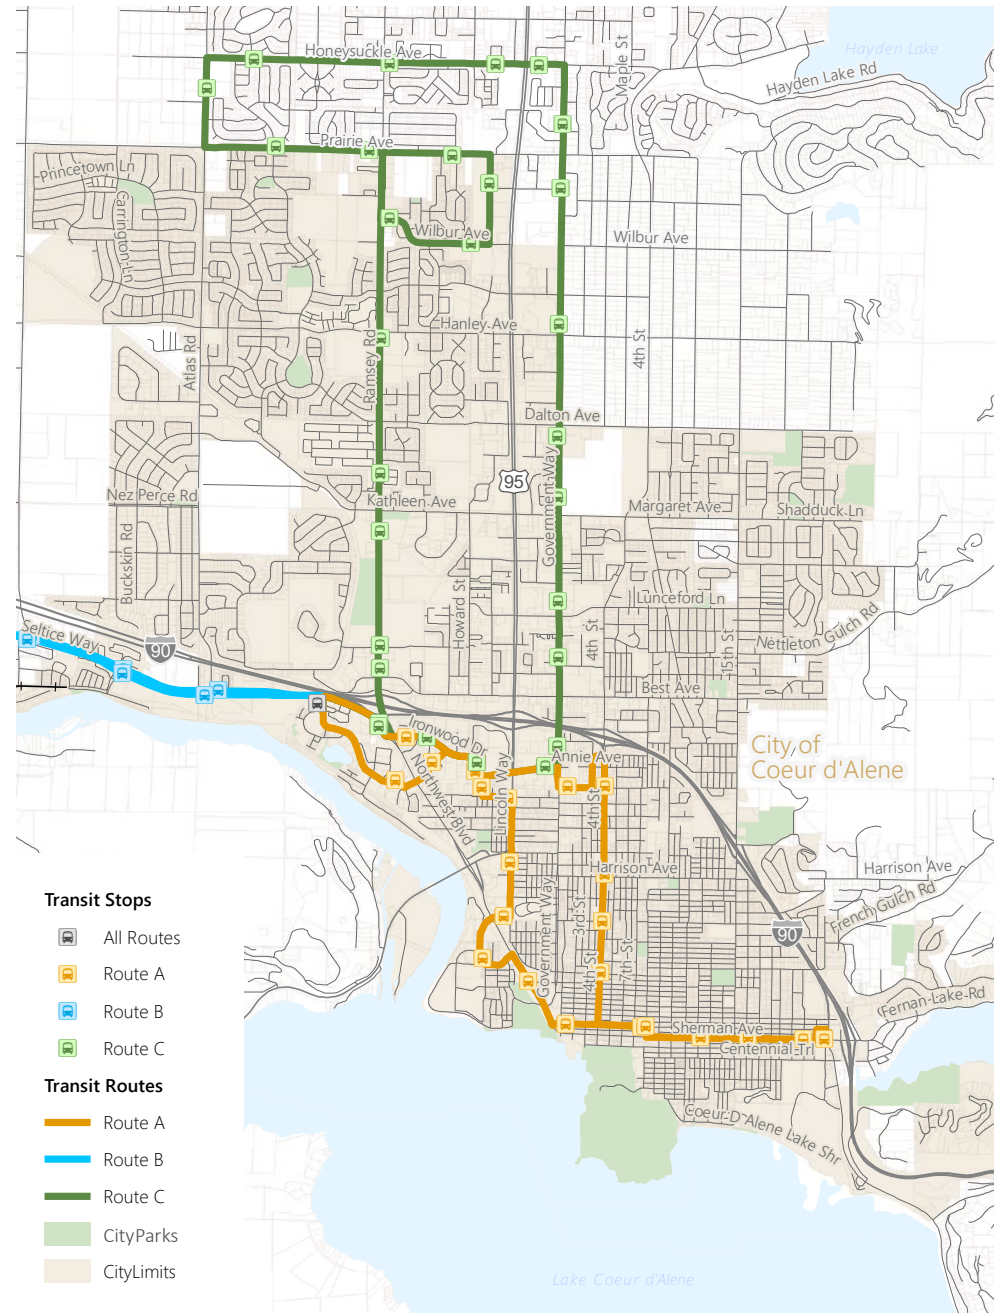 Honeysuckle Ave
Maple St
Hayden Lake
Hayden Lake Rd
Prairie Ave
Princetown Ln
Carrington Ln
Wilbur Ave
Wilbur Ave
Hanley Ave
Atlas Rd
Ramsey Rd
4th St
Dalton Ave
95
Government Way
Nez Perce Rd
Kathleen Ave
Margaret Ave
Shadduck Ln
Buckskin Rd
Howard St
Lunceford Ln
4th St
15th St
Nettleton Gulch Rd
Seltice Way
90
Best Ave
Ironwood Dr
Annie Ave
City of
Coeur d'Alene
Northwest Blvd
Lincoln Way
4th St
Harrison Ave
Harrison Ave
French Gulch Rd
Government Way
3rd St
4th St
7th St
90
Fernan-Lake-Rd
Sherman Ave
Centennial-Trl
Coeur-D'Alene Lake Shr
Lake Coeur d'Alene
Transit Stops
All Routes
Route A
Route B
Route C
Transit Routes
Route A
Route B
Route C
CityParks
CityLimits